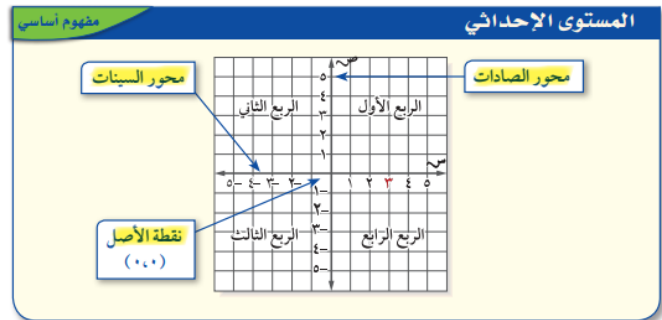 المستوى الإحداثي
مفهوم أساسي
محور الصادات
محور السينات
ص
٥
٤
٣
٢
١
الربع الأول
الربع الثاني
س
−٥ −٤ −٣ −٢ ١ ٢ ٣ ٤ ٥
−١
−٢
−٣
−٤
−٥
الربع الرابع
الربع الثالث
نقطة الأصل
(٠،٠)